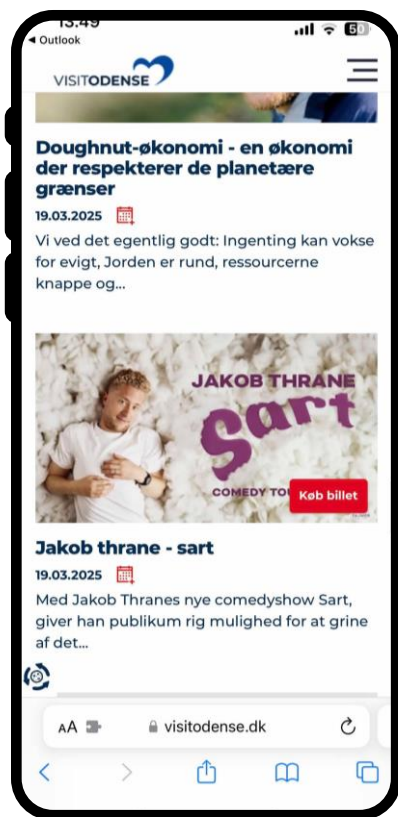 13.49
50
◀ Outlook
VISITODENSE
Doughnut-økonomi - en økonomi
der respekterer de planetære
grænser
19.03.2025
Vi ved det egentlig godt: Ingenting kan vokse
for evigt, Jorden er rund, ressourcerne
knappe og...
JAKOB THRANE
Sart
COMEDY TO
Køb billet
Jakob thrane - sart
19.03.2025
Med Jakob Thranes nye comedyshow Sart,
giver han publikum rig mulighed for at grine
af det...
AA
visitodense.dk